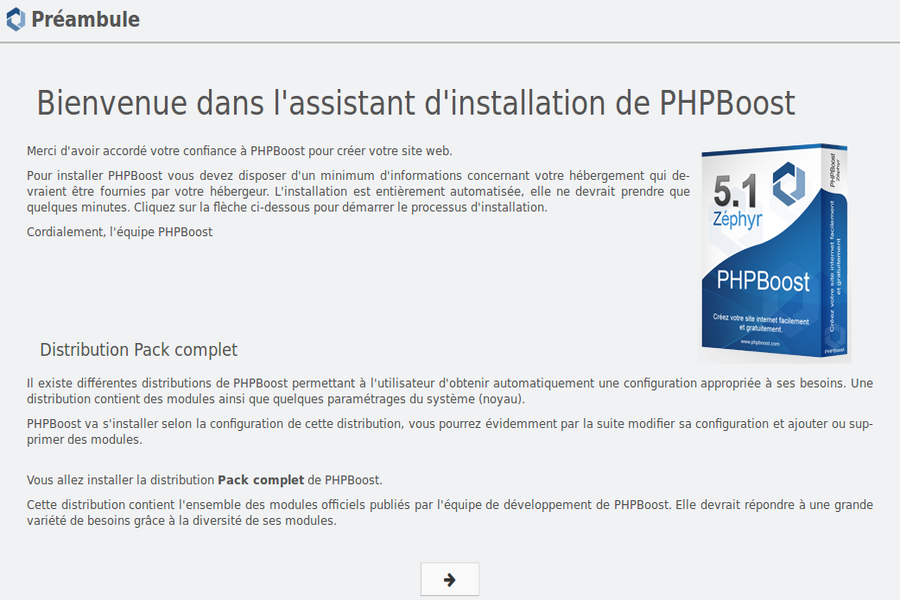 Préambule
Bienvenue dans l'assistant d'installation de PHPBoost
Merci d'avoir accordé votre confiance à PHPBoost pour créer votre site web.
Pour installer PHPBoost vous devez disposer d'un minimum d'informations concernant votre hébergement qui de-
vraient être fournies par votre hébergeur. L'installation est entièrement automatisée, elle ne devrait prendre que
quelques minutes. Cliquez sur la flèche ci-dessous pour démarrer le processus d'installation.
Cordialement, l'équipe PHPBoost
5.1
Zéphyr
PHPBoost
Créez votre site internet facilement
et gratuitement.
www.phpboost.com
PHPBoost
Zéphyr
Créez votre site internet facilement
et gratuitement
PHPBoost
Distribution Pack complet
Il existe différentes distributions de PHPBoost permettant à l'utilisateur d'obtenir automatiquement une configuration appropriée à ses besoins. Une
distribution contient des modules ainsi que quelques paramétrages du système (noyau).
PHPBoost va s'installer selon la configuration de cette distribution, vous pourrez évidemment par la suite modifier sa configuration et ajouter ou sup-
primer des modules.
Vous allez installer la distribution Pack complet de PHPBoost.
Cette distribution contient l'ensemble des modules officiels publiés par l'équipe de développement de PHPBoost. Elle devrait répondre à une grande
variété de besoins grâce à la diversité de ses modules.